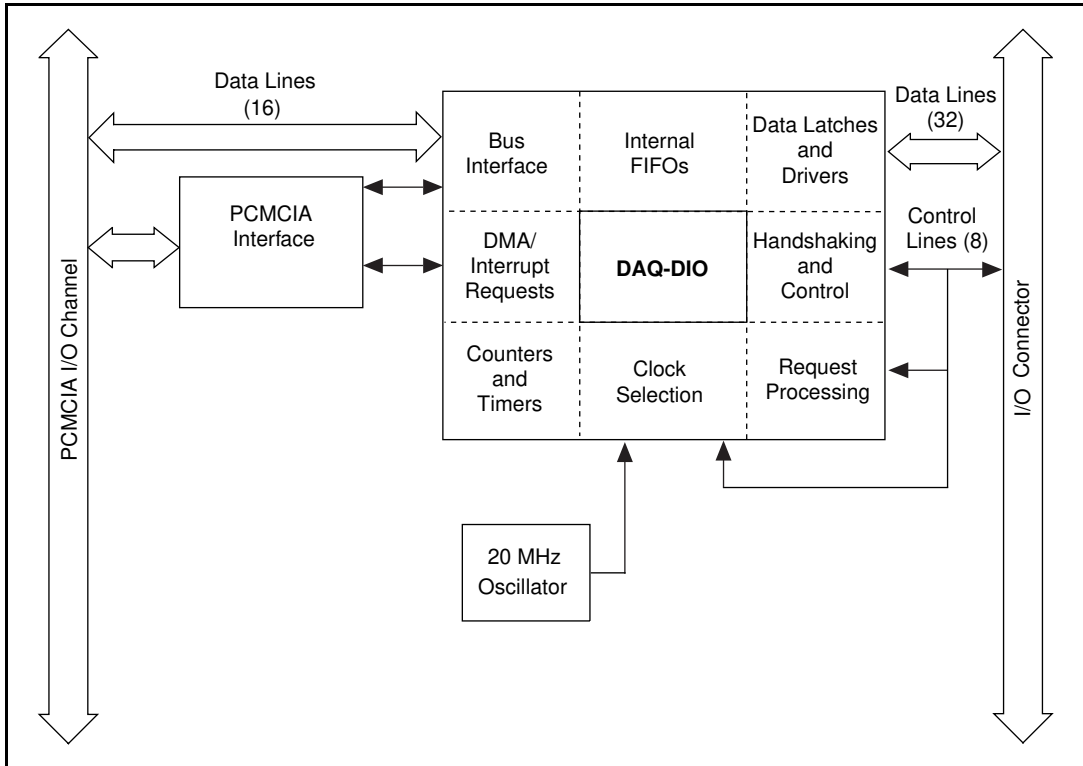 Data Lines
(16)
Bus
Interface
Internal
FIFOs
Data Latches
and
Drivers
Data Lines
(32)
PCMCIA
Interface
DMA/
Interrupt
Requests
DAQ-DIO
Handshaking
and
Control
Control
Lines (8)
Counters
and
Timers
Clock
Selection
Request
Processing
PCMCIA I/O Channel
I/O Connector
20 MHz
Oscillator